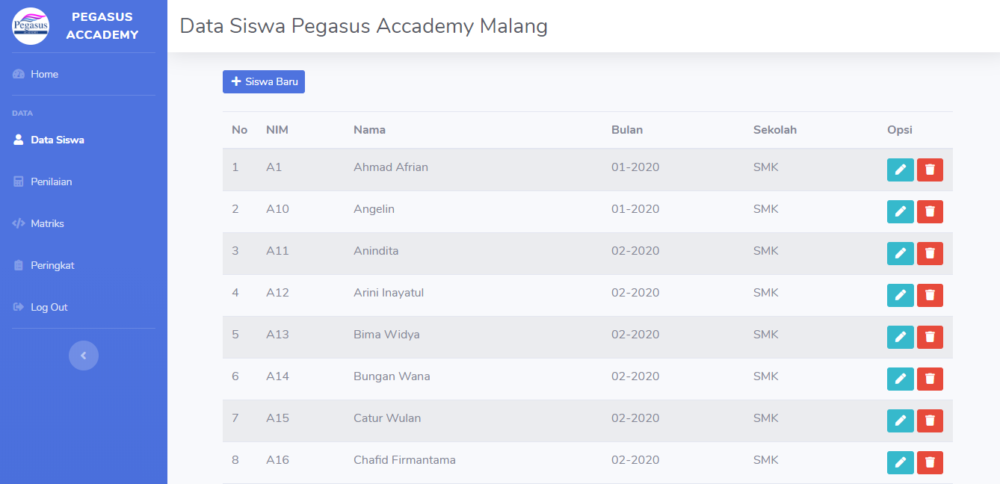 Pegasus
ACADEMY
PEGASUS
ACCADEMY
Home
DATA
Data Siswa
Penilaian
Matriks
Peringkat
Log Out
Data Siswa Pegasus Accademy Malang
Siswa Baru
No NIM Nama Bulan Sekolah Opsi
1 A1 Ahmad Afrian 01-2020 SMK
2 A10 Angelin 01-2020 SMK
3 A11 Anindita 02-2020 SMK
4 A12 Arini Inayatul 02-2020 SMK
5 A13 Bima Widya 02-2020 SMK
6 A14 Bungan Wana 02-2020 SMK
7 A15 Catur Wulan 02-2020 SMK
8 A16 Chafid Firmantama 02-2020 SMK